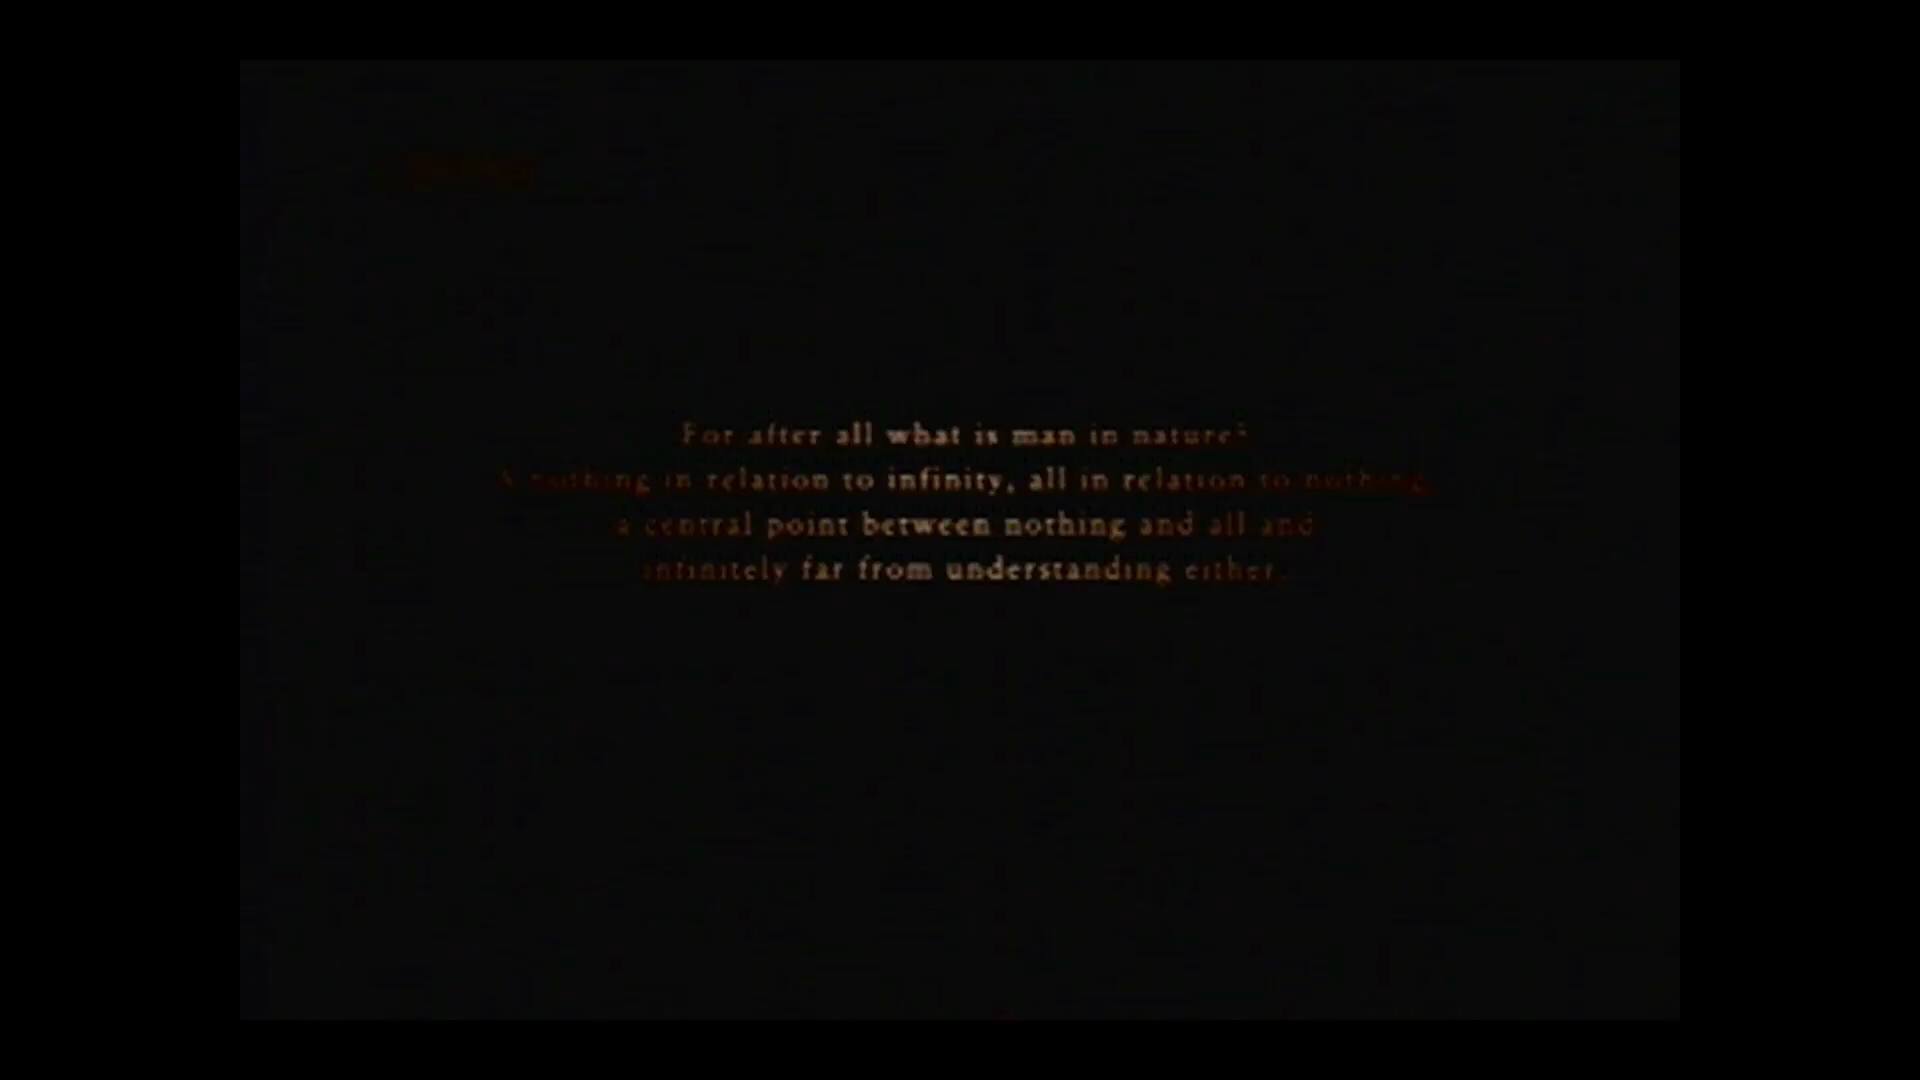 For after all what is man in nature?
A nothing in relation to infinity, all in relation to nothing,
a central point between nothing and all and
infinitely far from understanding either.